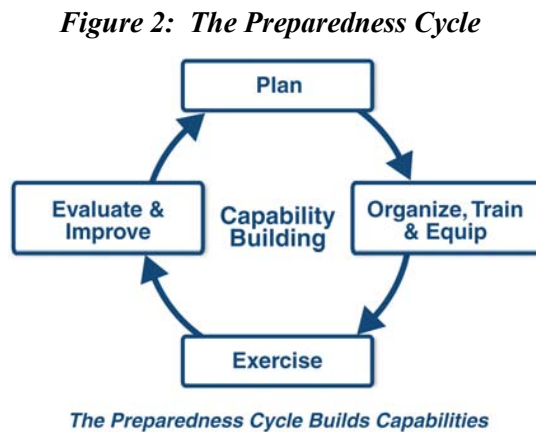 Figure 2: The Preparedness Cycle
Plan
Evaluate &
Improve
Capability
Building
Organize, Train
& Equip
Exercise
The Preparedness Cycle Builds Capabilities